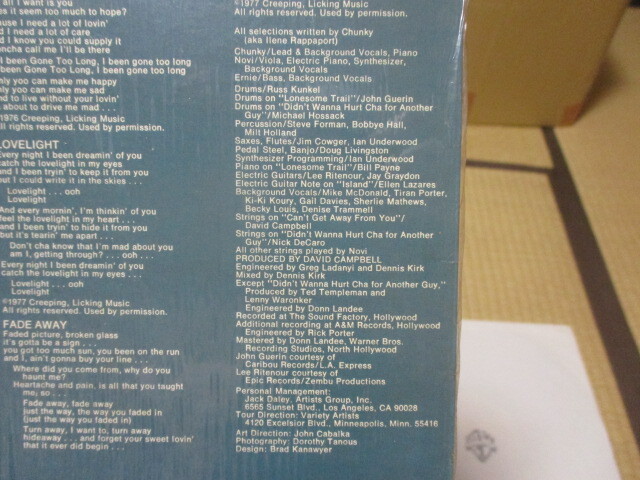 all I want is you
es it seem too much to hope?
ause I need a lot of lovin'
d I need a lot of care
d I know you could supply it
oncha call me I'll be there
been Gone Too Long, I been gone too long
been Gone Too Long, I been gone too long
nly you can make me happy
nly you can make me sad
and to live without your lovin'
s about to drive me mad . . .
1976 Creeping, Licking Music
ll rights reserved. Used by permission.
LOVELIGHT
Every night I been dreamin' of you
catch the lovelight in my eyes
and I been tryin' to keep it from you
but I could write it in the skies . . .
Lovelight . . . ooh
Lovelight
And every mornin', I'm thinkin' of you
feel the lovelight in my heart . . .
and I been tryin' to hide it from you
but it's tearin' me apart . . .
Don't cha know that I'm mad about you
am I, getting through? . . . ooh . . .
Every night I been dreamin' of you
catch the lovelight in my eyes . . .
Lovelight . . . ooh
Lovelight
©1977 Creeping, Licking Music
All rights reserved. Used by permission.
FADE AWAY
Faded picture, broken glass
it's gotta be a sign . . .
you got too much sun, you been on the run
and I, ain't gonna buy your line . . .
Where did you come from, why do you
haunt me?
Heartache and pain, is all that you taught
me, so . . .
Fade away, fade away
just the way, the way you faded in
(just the way you faded in)
Turn away, I want to, turn away
hideaway . . . and forget your sweet lovin'
that it ever did begin . . .
©1977 Creeping, Licking Music
All rights reserved. Used by permission.
All selections written by Chunky
(aka Ilene Rappaport)
Chunky/Lead & Background Vocals, Piano
Novi/Viola, Electric Piano, Synthesizer,
Background Vocals
Ernie/Bass, Background Vocals
Drums/Russ Kunkel
Drums on "Lonesome Trail"/John Guerin
Drums on "Didn't Wanna Hurt Cha for Another
Guy"/Michael Hossack
Percussion/Steve Forman, Bobbye Hall,
Milt Holland
Saxes, Flutes/Jim Cowger, Ian Underwood
Pedal Steel, Banjo/Doug Livingston
Synthesizer Programming/Ian Underwood
Piano on "Lonesome Trail"/Bill Payne
Electric Guitars/Lee Ritenour, Jay Graydon
Electric Guitar Note on "Island"/Ellen Lazares
Background Vocals/Mike McDonald, Tiran Porter,
Ki-Ki Koury, Gail Davies, Sherlie Mathews,
Becky Louis, Denise Trammell
Strings on "Can't Get Away From You"/
David Campbell
Strings on "Didn't Wanna Hurt Cha for Another
Guy"/Nick DeCaro
All other strings played by Novi
PRODUCED BY DAVID CAMPBELL
Engineered by Greg Ladanyi and Dennis Kirk
Mixed by Dennis Kirk
Except "Didn't Wanna Hurt Cha for Another Guy,"
Produced by Ted Templeman and
Lenny Waronker
Engineered by Donn Landee
Recorded at The Sound Factory, Hollywood
Additional recording at A&M Records, Hollywood
Engineered by Rick Porter
Mastered by Donn Landee, Warner Bros.
Recording Studios, North Hollywood
John Guerin courtesy of
Caribou Records/L.A. Express
Lee Ritenour courtesy of
Epic Records/Zembu Productions
Personal Management:
Jack Daley, Artists Group, Inc.
6565 Sunset Blvd., Los Angeles, CA 90028
Tour Direction: Variety Artists
4120 Excelsior Blvd., Minneapolis, Minn. 55416
Art Direction: John Cabalka
Photography: Dorothy Tanous
Design: Brad Kanawyer